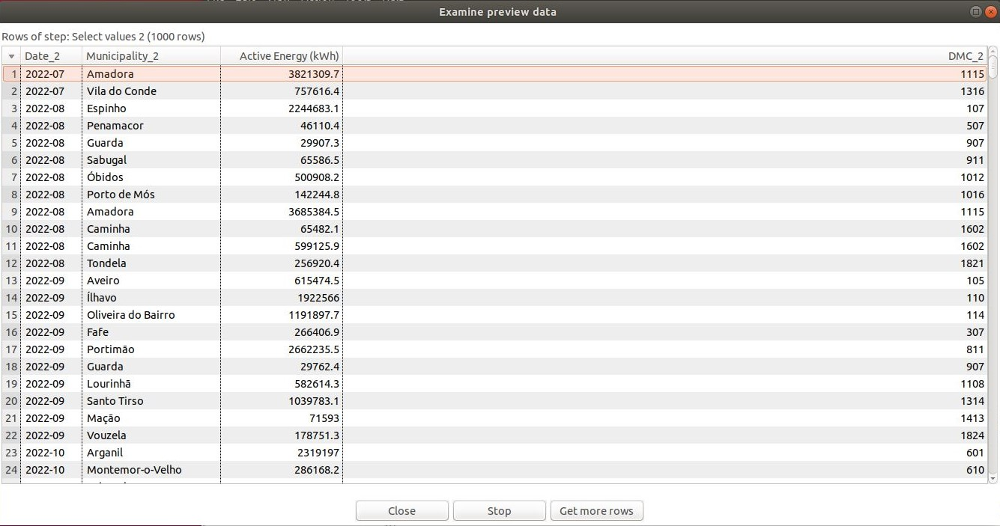 Examine preview data
Rows of step: Select values 2 (1000 rows)
Date_2 Municipality_2 Active Energy (kWh) DMC_2
1 2022-07 Amadora 3821309.7 1115
2 2022-07 Vila do Conde 757616.4 1316
3 2022-08 Espinho 2244683.1 107
4 2022-08 Penamacor 46110.4 507
5 2022-08 Guarda 29907.3 907
6 2022-08 Sabugal 65586.5 911
7 2022-08 Óbidos 500908.2 1012
8 2022-08 Porto de Mós 142244.8 1016
9 2022-08 Amadora 3685384.5 1115
10 2022-08 Caminha 65482.1 1602
11 2022-08 Caminha 599125.9 1602
12 2022-08 Tondela 256920.4 1821
13 2022-09 Aveiro 615474.5 105
14 2022-09 Ílhavo 1922566 110
15 2022-09 Oliveira do Bairro 1191897.7 114
16 2022-09 Fafe 266406.9 307
17 2022-09 Portimão 2662235.5 811
18 2022-09 Guarda 29762.4 907
19 2022-09 Lourinhã 582614.3 1108
20 2022-09 Santo Tirso 1039783.1 1314
21 2022-09 Mação 71593 1413
22 2022-09 Vouzela 178751.3 1824
23 2022-10 Arganil 2319197 601
24 2022-10 Montemor-o-Velho 286168.2 610
Close Stop Get more rows